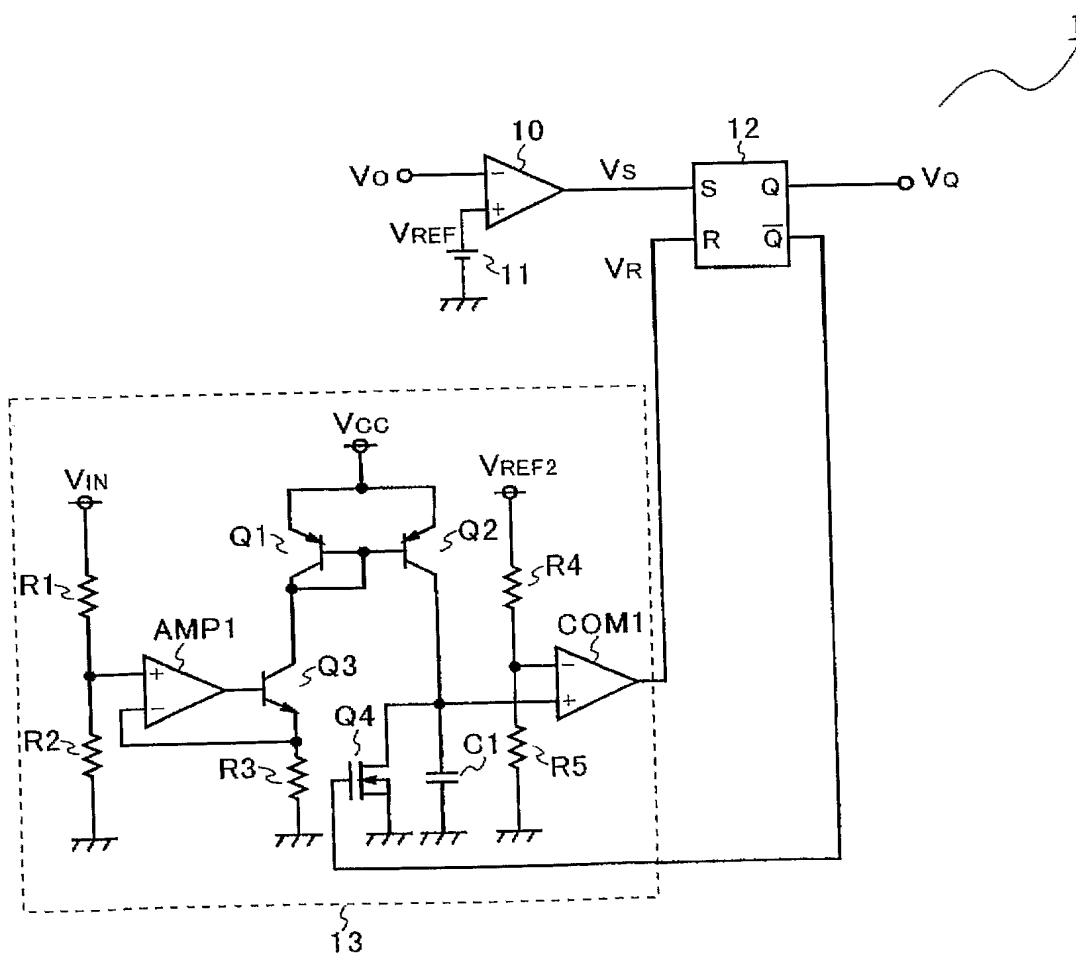 1
10
12
VO
VS
S
Q
VQ
VREF
R
Q̅
11
VR
VCC
VIN
VREF2
Q1
Q2
R1
R4
AMP1
COM1
Q3
R2
Q4
C1
R3
R5
13
+
−
+
−
−
+